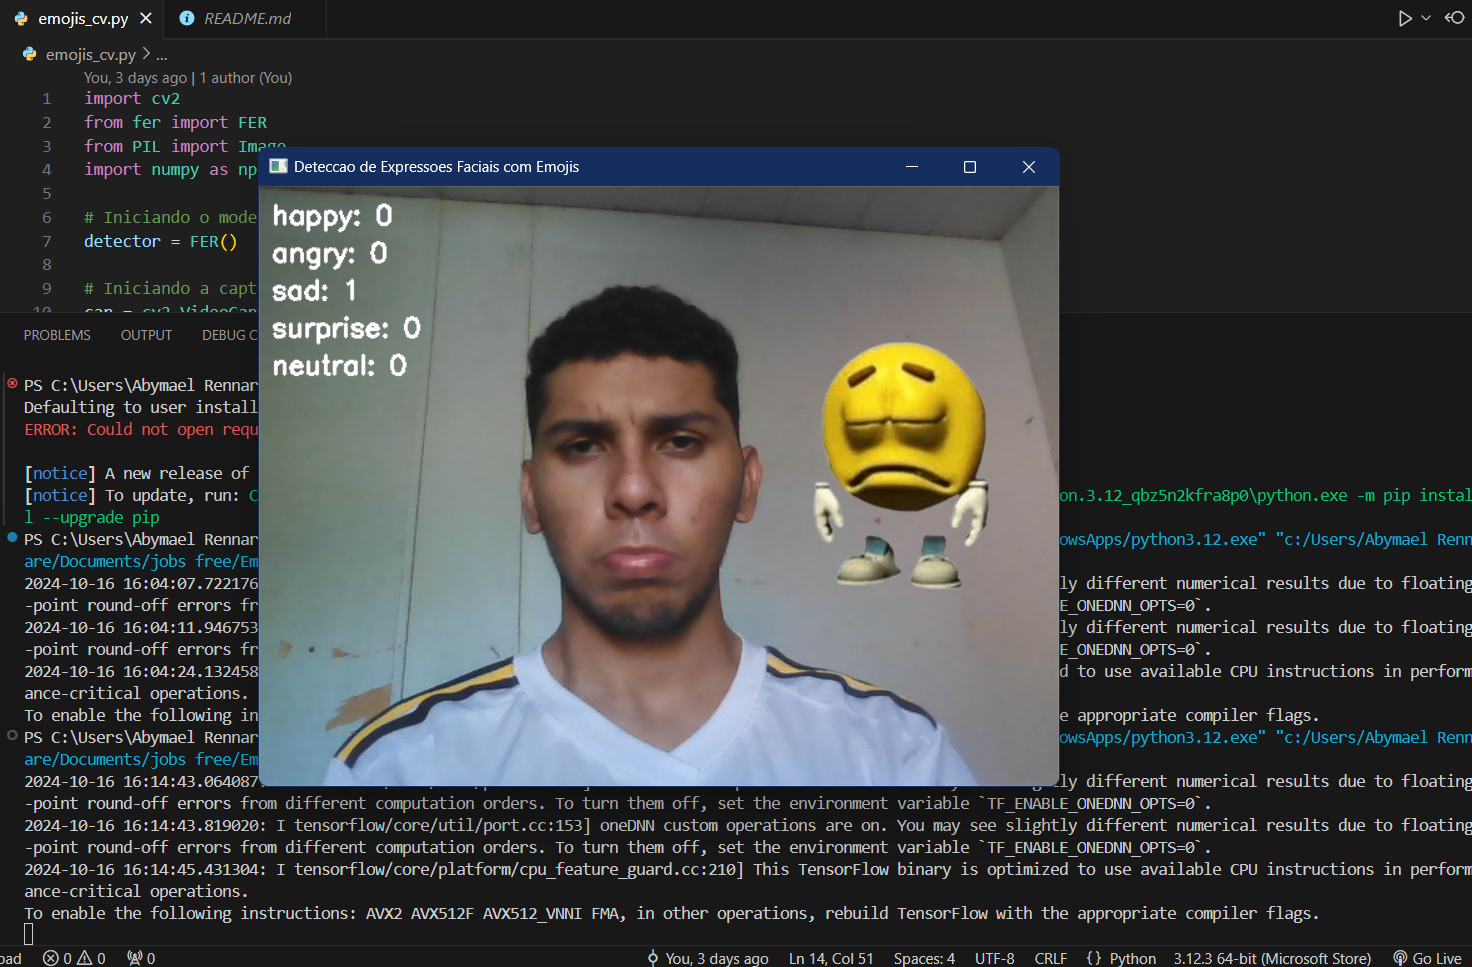 emojis_cv.py
README.md
emojis_cv.py > ...
You, 3 days ago | 1 author (You)
1 import cv2
2 from fer import FER
3 from PIL import Image
4 import numpy as np
5
6 # Iniciando o mode
7 detector = FER()
8
9 # Iniciando a capt
10 cap = cv2.VideoCap
Deteccao de Expressoes Faciais com Emojis
happy: 0
angry: 0
sad: 1
surprise: 0
neutral: 0
PROBLEMS OUTPUT DEBUG C
PS C:\Users\Abymael Rennar
Defaulting to user install
ERROR: Could not open requ
[notice] A new release of
[notice] To update, run: C on.3.12_qbz5n2kfra8p0\python.exe -m pip instal
l --upgrade pip
PS C:\Users\Abymael Rennar owsApps/python3.12.exe" "c:/Users/Abymael Renn
are/Documents/jobs free/Em
2024-10-16 16:04:07.722176 ly different numerical results due to floating
-point round-off errors fr E_ONEDNN_OPTS=0`.
2024-10-16 16:04:11.946753 ly different numerical results due to floating
-point round-off errors fr E_ONEDNN_OPTS=0`.
2024-10-16 16:04:24.132458 d to use available CPU instructions in perform
ance-critical operations.
To enable the following in e appropriate compiler flags.
PS C:\Users\Abymael Rennar owsApps/python3.12.exe" "c:/Users/Abymael Renn
are/Documents/jobs free/Em
2024-10-16 16:14:43.064087 ly different numerical results due to floating
-point round-off errors from different computation orders. To turn them off, set the environment variable `TF_ENABLE_ONEDNN_OPTS=0`.
2024-10-16 16:14:43.819020: I tensorflow/core/util/port.cc:153] oneDNN custom operations are on. You may see slightly different numerical results due to floating
-point round-off errors from different computation orders. To turn them off, set the environment variable `TF_ENABLE_ONEDNN_OPTS=0`.
2024-10-16 16:14:45.431304: I tensorflow/core/platform/cpu_feature_guard.cc:210] This TensorFlow binary is optimized to use available CPU instructions in perform
ance-critical operations.
To enable the following instructions: AVX2 AVX512F AVX512_VNNI FMA, in other operations, rebuild TensorFlow with the appropriate compiler flags.
oad 0 0 0 You, 3 days ago Ln 14, Col 51 Spaces: 4 UTF-8 CRLF {} Python 3.12.3 64-bit (Microsoft Store) Go Live